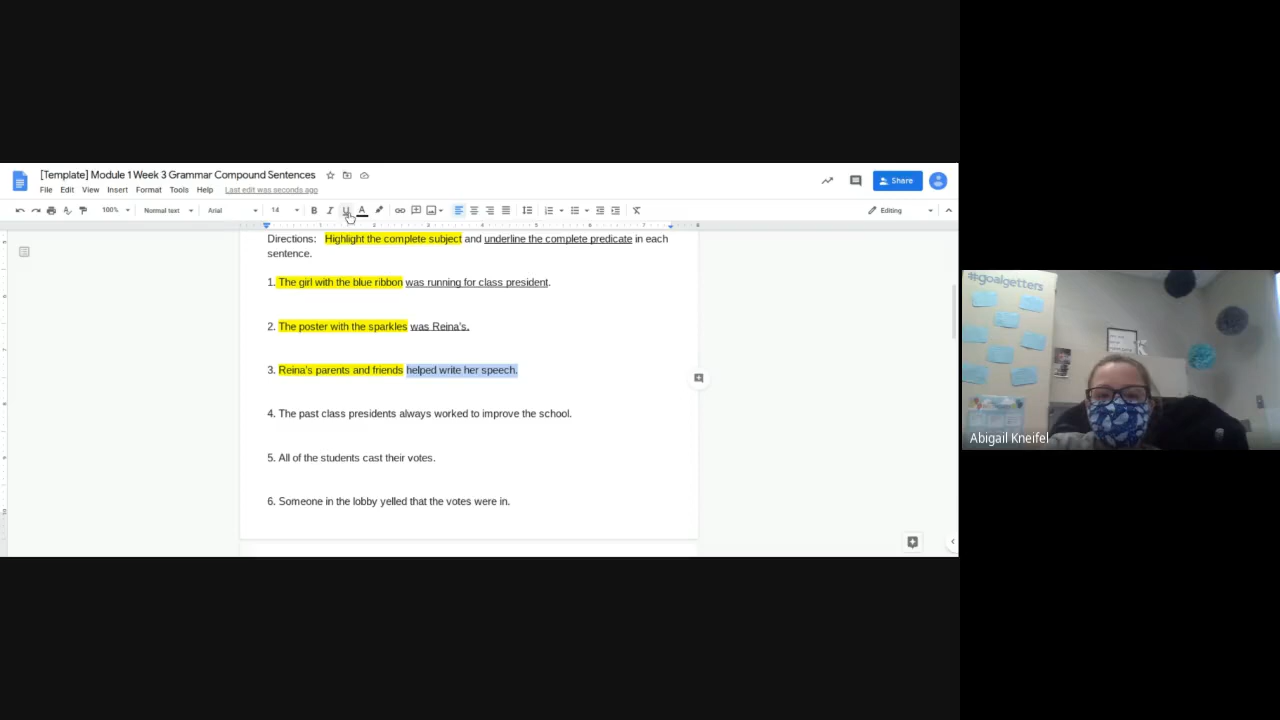 [Template] Module 1 Week 3 Grammar Compound Sentences
File Edit View Insert Format Tools Help Last edit was seconds ago
Share
100% Normal text Arial 14 B I U A Editing
Directions: Highlight the complete subject and underline the complete predicate in each
sentence.
1. The girl with the blue ribbon was running for class president.
2. The poster with the sparkles was Reina's.
3. Reina's parents and friends helped write her speech.
4. The past class presidents always worked to improve the school.
5. All of the students cast their votes.
6. Someone in the lobby yelled that the votes were in.
#goalgetters
Abigail Kneifel